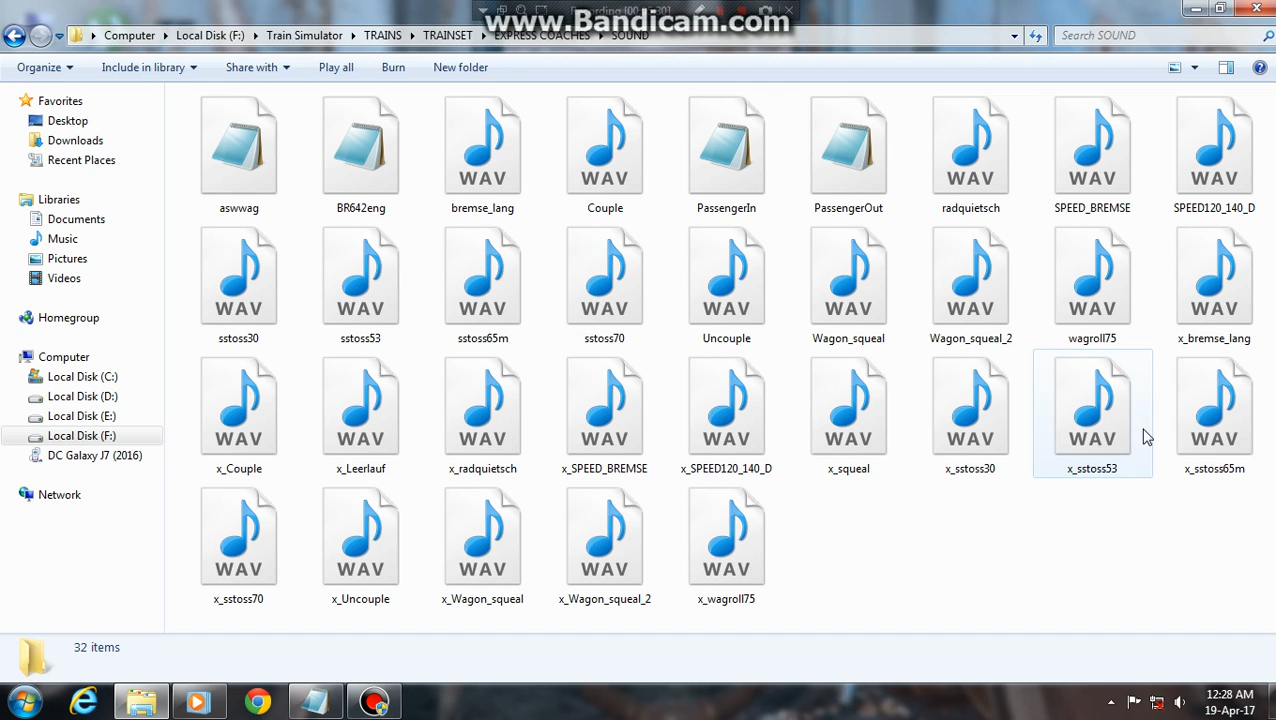 www.Bandicam.com
Computer Local Disk (F:) Train Simulator TRAINS TRAINSET EXPRESS COACHES SOUND
Search SOUND
Organize Include in library Share with Play all Burn New folder
Favorites
Desktop
Downloads
Recent Places
Libraries
Documents
Music
Pictures
Videos
Homegroup
Computer
Local Disk (C:)
Local Disk (D:)
Local Disk (E:)
Local Disk (F:)
DC Galaxy J7 (2016)
Network
WAV WAV WAV WAV WAV
aswwag BR642eng bremse_lang Couple PassengerIn PassengerOut radquietsch SPEED_BREMSE SPEED120_140_D
WAV WAV WAV WAV WAV WAV WAV WAV WAV
sstoss30 sstoss53 sstoss65m sstoss70 Uncouple Wagon_squeal Wagon_squeal_2 wagroll75 x_bremse_lang
WAV WAV WAV WAV WAV WAV WAV WAV WAV
x_Couple x_Leerlauf x_radquietsch x_SPEED_BREMSE x_SPEED120_140_D x_squeal x_sstoss30 x_sstoss53 x_sstoss65m
WAV WAV WAV WAV WAV
x_sstoss70 x_Uncouple x_Wagon_squeal x_Wagon_squeal_2 x_wagroll75
32 items
12:28 AM
19-Apr-17